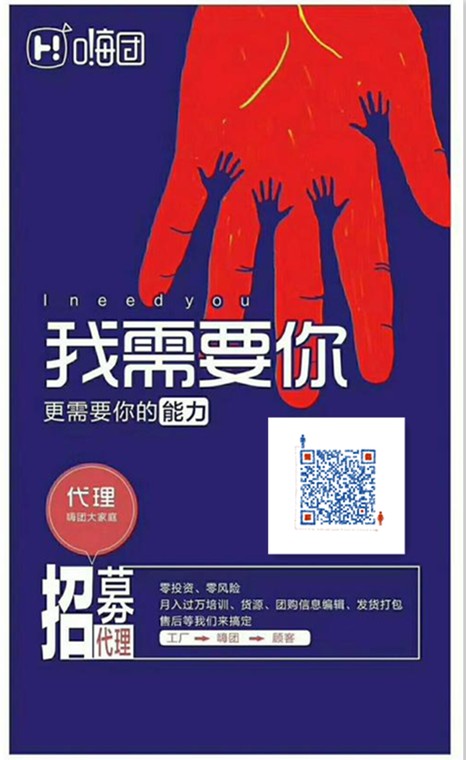 H! 嗨团
I need you
我需要你
更需要你的能力
代理
嗨团大家庭
招募
代理
零投资、零风险
月入过万培训、货源、团购信息编辑、发货打包
售后等我们来搞定
工厂 → 嗨团 → 顾客